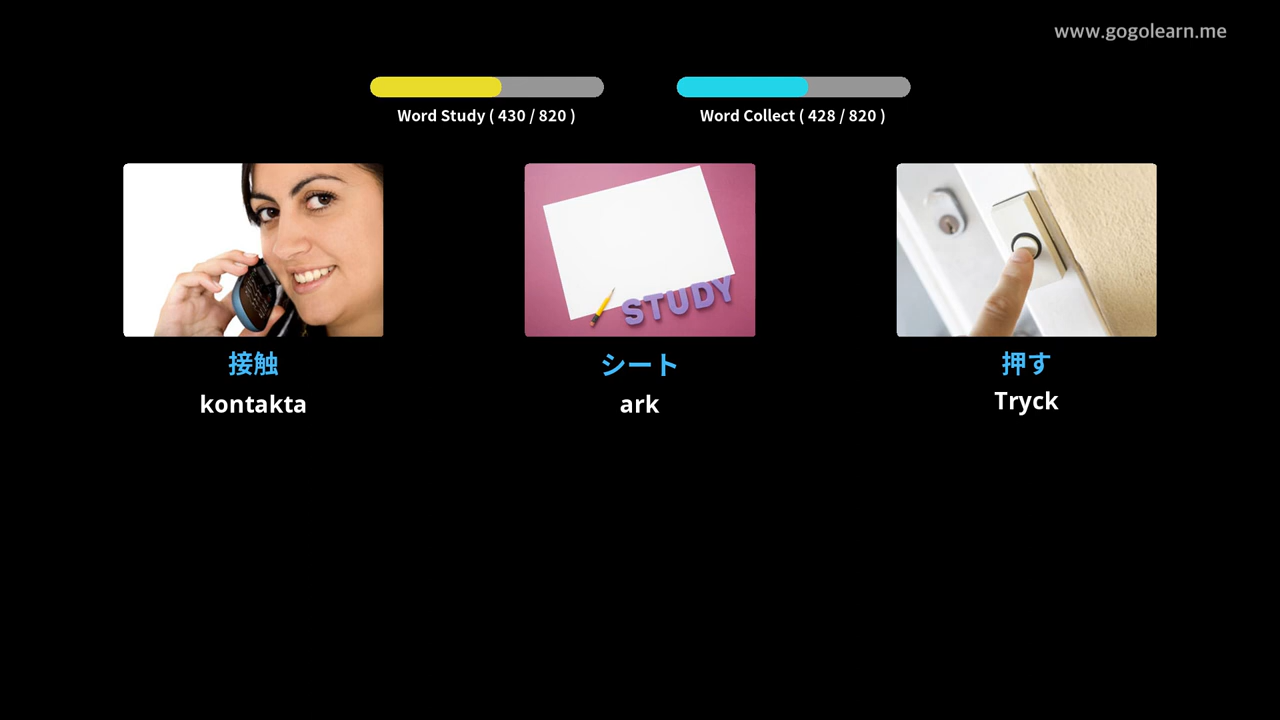 www.gogolearn.me
Word Study ( 430 / 820 )
Word Collect ( 428 / 820 )
STUDY
接触
シート
押す
kontakta
ark
Tryck